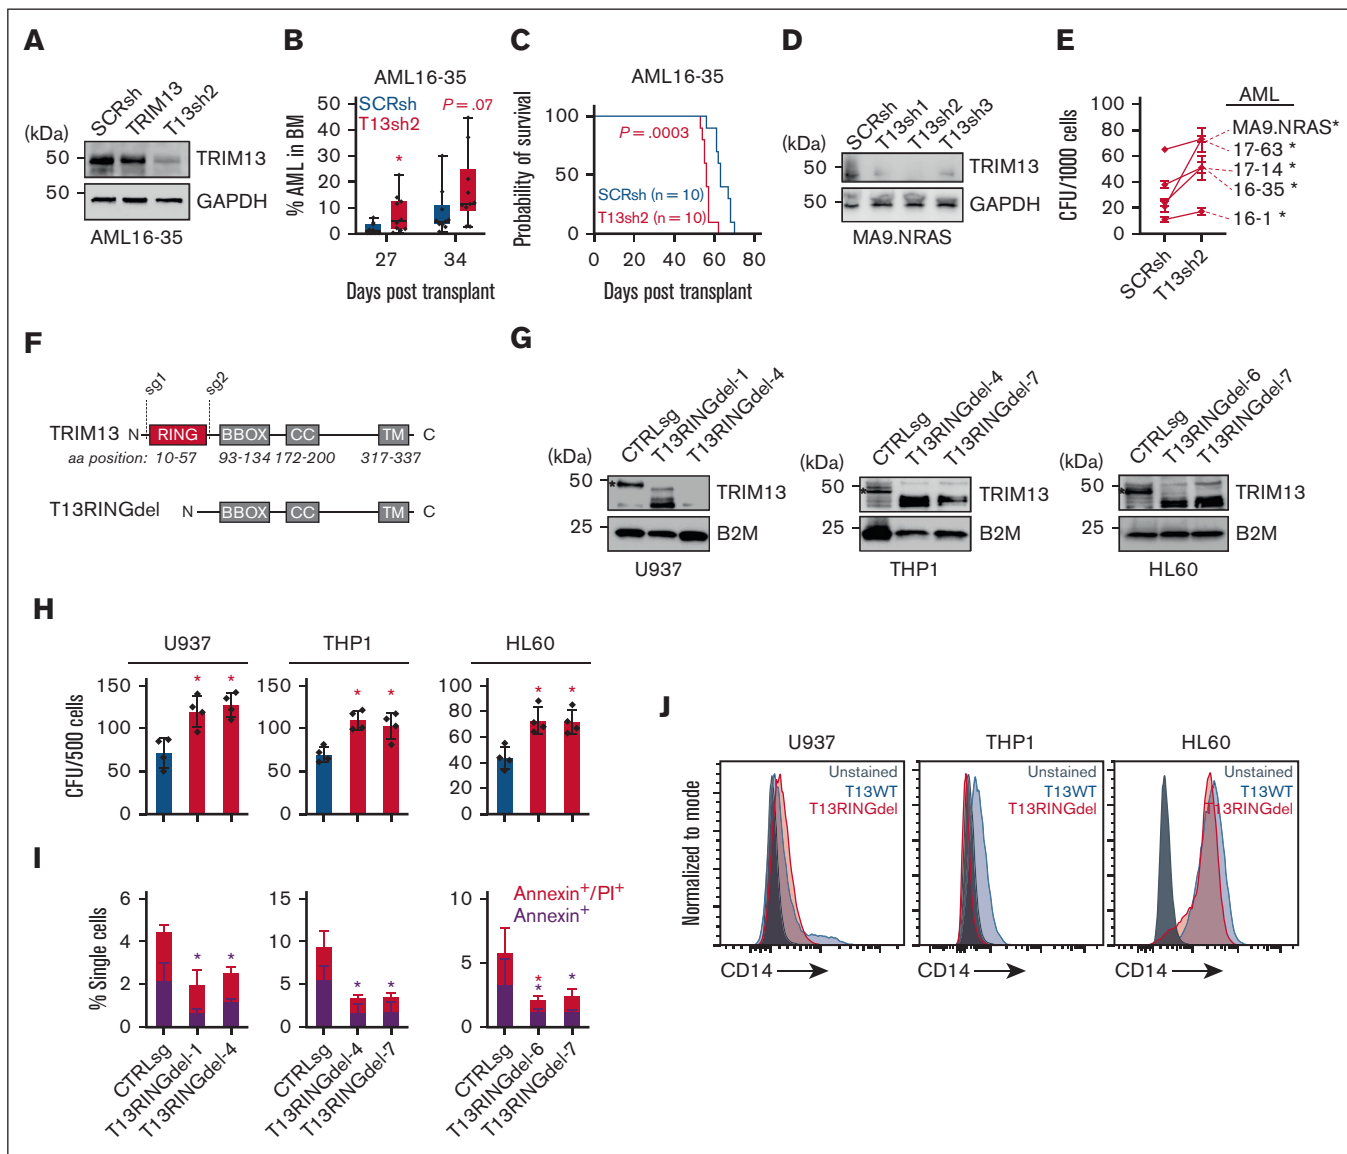 A
SCRsh
TRIM13
T13sh2
(kDa)
50
TRIM13
50
GAPDH
AML16-35
B
AML16-35
SCRsh
T13sh2
P = .07
*
% AML in BM
50
40
30
20
10
0
27
34
Days post transplant
C
AML16-35
Probability of survival
100
50
0
P = .0003
SCRsh (n = 10)
T13sh2 (n = 10)
0 20 40 60 80
Days post transplant
D
SCRsh
T13sh1
T13sh2
T13sh3
(kDa)
50
TRIM13
50
GAPDH
MA9.NRAS
E
CFU/1000 cells
100
80
60
40
20
0
AML
MA9.NRAS*
17-63 *
17-14 *
16-35 *
16-1 *
SCRsh
T13sh2
F
sg1
sg2
TRIM13 N RING BBOX CC TM C
aa position: 10-57 93-134 172-200 317-337
T13RINGdel N BBOX CC TM C
G
CTRLsg
T13RINGdel-1
T13RINGdel-4
(kDa)
50
*
TRIM13
25
B2M
U937
CTRLsg
T13RINGdel-4
T13RINGdel-7
(kDa)
50
*
TRIM13
25
B2M
THP1
CTRLsg
T13RINGdel-6
T13RINGdel-7
(kDa)
50
*
TRIM13
25
B2M
HL60
H
U937
CFU/500 cells
150
100
50
0
* *
THP1
150
100
50
0
* *
HL60
100
80
60
40
20
0
* *
I
% Single cells
6
4
2
0
* *
CTRLsg
T13RINGdel-1
T13RINGdel-4
15
10
5
0
* *
CTRLsg
T13RINGdel-4
T13RINGdel-7
10
5
0
Annexin+/PI+
Annexin+
*
* *
CTRLsg
T13RINGdel-6
T13RINGdel-7
J
Normalized to mode
U937
Unstained
T13WT
T13RINGdel
CD14
THP1
Unstained
T13WT
T13RINGdel
CD14
HL60
Unstained
T13WT
T13RINGdel
CD14